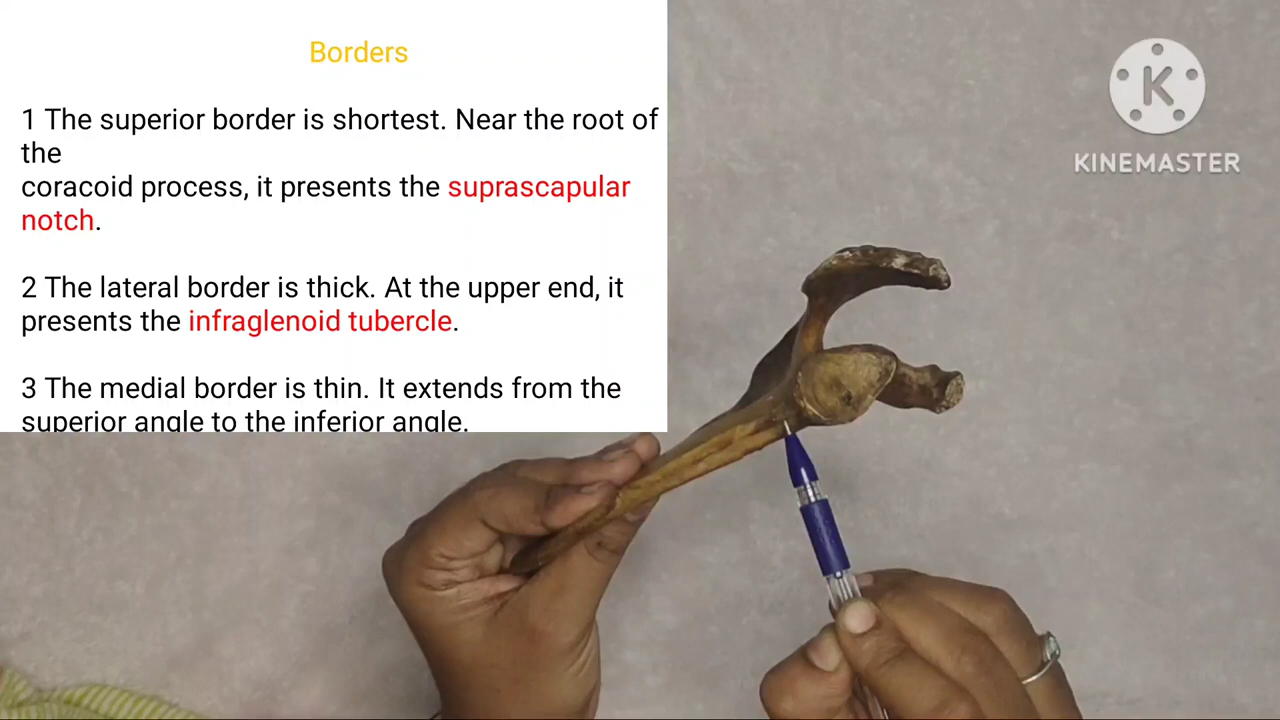 Borders
1 The superior border is shortest. Near the root of
the
coracoid process, it presents the suprascapular
notch.
2 The lateral border is thick. At the upper end, it
presents the infraglenoid tubercle.
3 The medial border is thin. It extends from the
superior angle to the inferior angle.
K
KINEMASTER